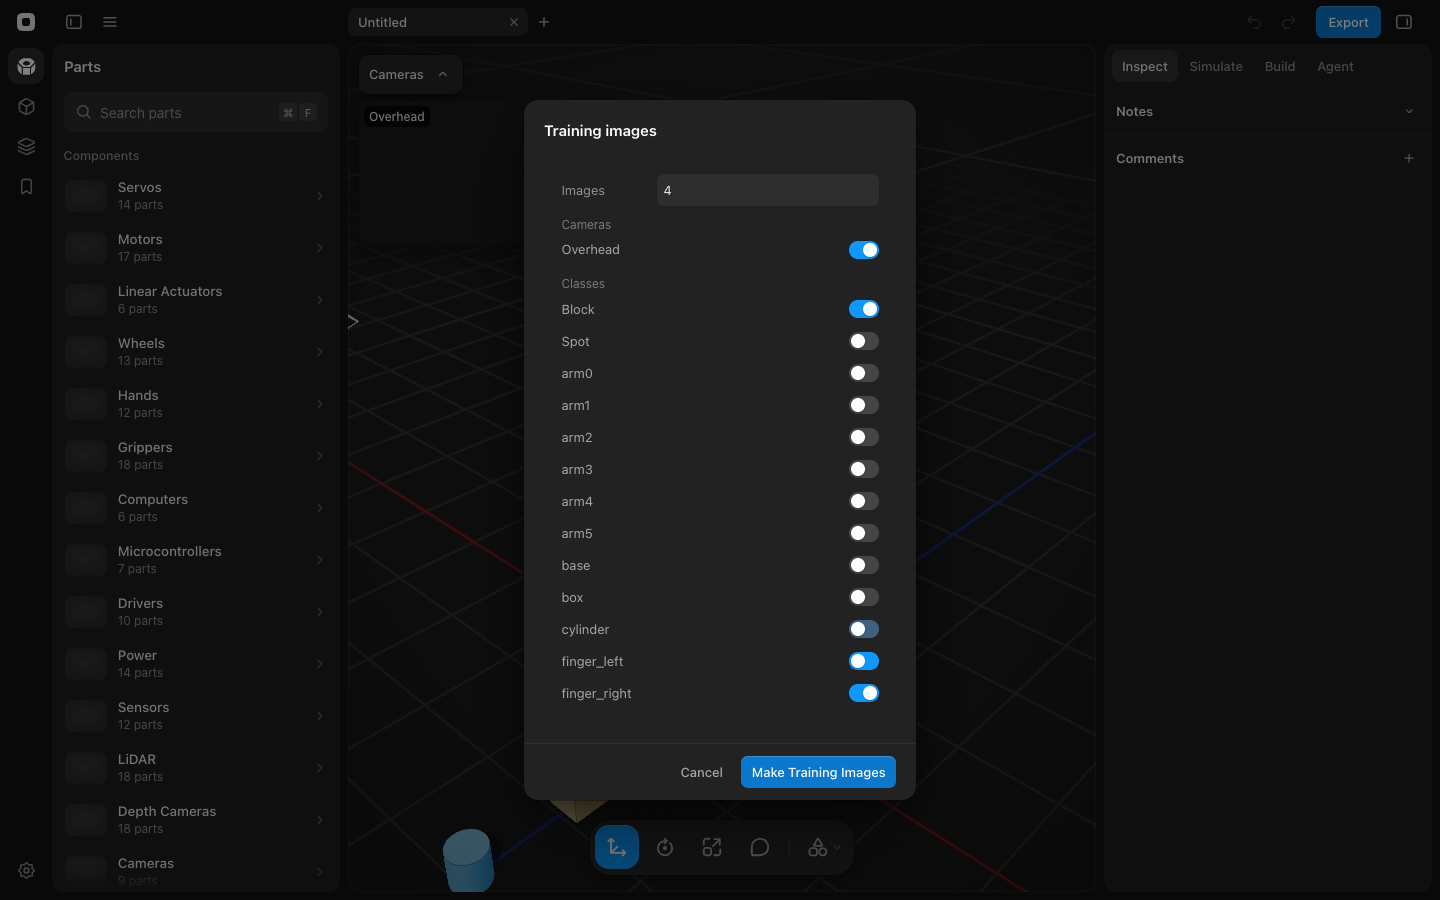 Untitled
Export
Parts
Search parts
⌘ F
Components
Servos
14 parts
Motors
17 parts
Linear Actuators
6 parts
Wheels
13 parts
Hands
12 parts
Grippers
18 parts
Computers
6 parts
Microcontrollers
7 parts
Drivers
10 parts
Power
14 parts
Sensors
12 parts
LiDAR
18 parts
Depth Cameras
18 parts
Cameras
9 parts
Cameras
Overhead
Training images
Images 4
Cameras
Overhead
Classes
Block
Spot
arm0
arm1
arm2
arm3
arm4
arm5
base
box
cylinder
finger_left
finger_right
Cancel Make Training Images
Inspect Simulate Build Agent
Notes
Comments